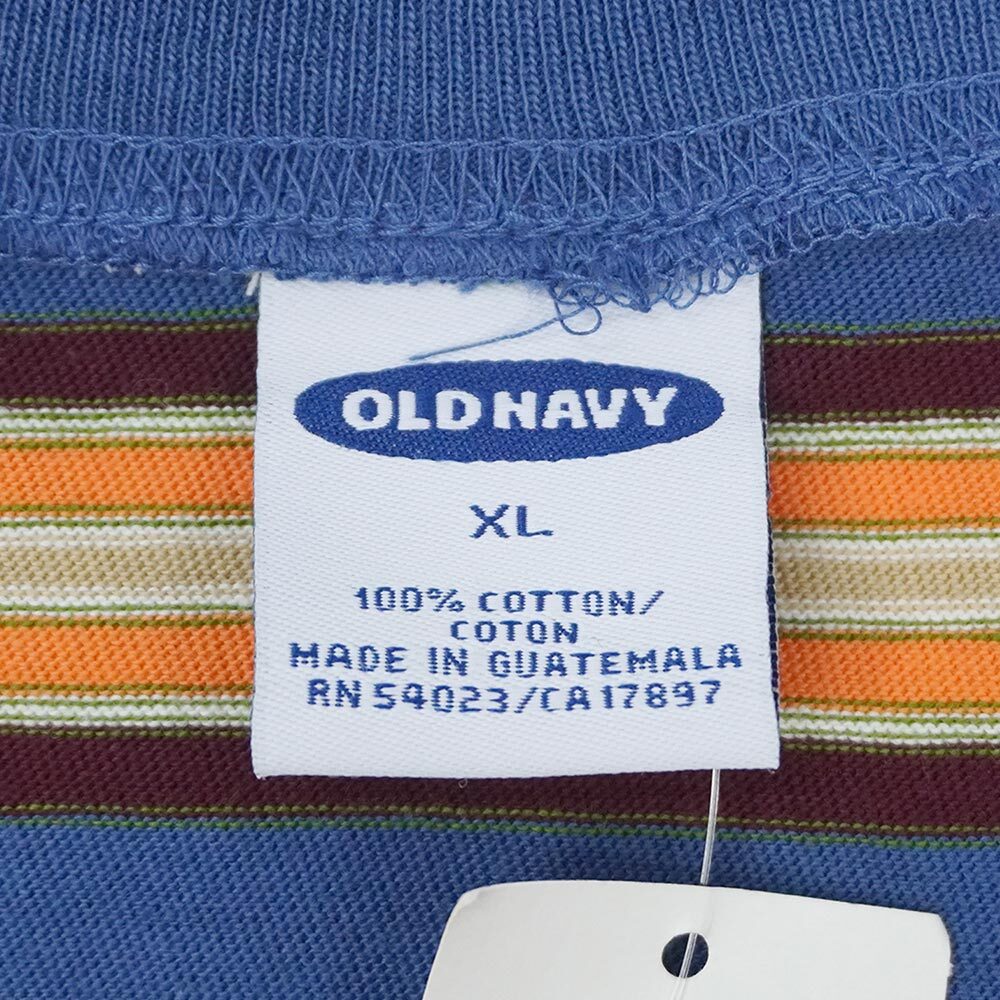 OLD NAVY
XL
100% COTTON/
COTON
MADE IN GUATEMALA
RN 54023/CA17897